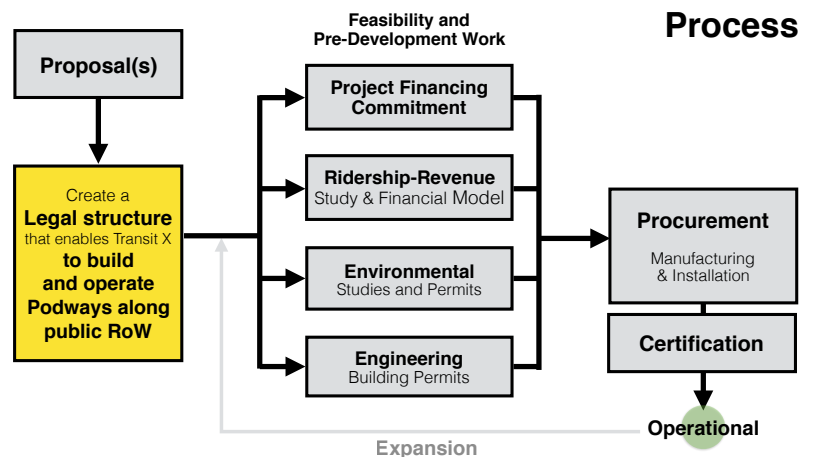 Process
Feasibility and
Pre-Development Work
Proposal(s)
Create a
Legal structure
that enables Transit X
to build
and operate
Podways along
public RoW
Project Financing
Commitment
Ridership-Revenue
Study & Financial Model
Environmental
Studies and Permits
Engineering
Building Permits
Procurement
Manufacturing
& Installation
Certification
Operational
Expansion